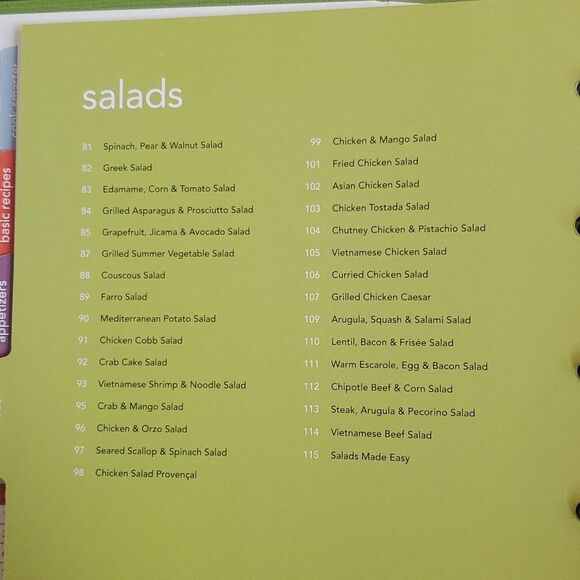 salads
81 Spinach, Pear & Walnut Salad
82 Greek Salad
83 Edamame, Corn & Tomato Salad
84 Grilled Asparagus & Prosciutto Salad
85 Grapefruit, Jicama & Avocado Salad
87 Grilled Summer Vegetable Salad
88 Couscous Salad
89 Farro Salad
90 Mediterranean Potato Salad
91 Chicken Cobb Salad
92 Crab Cake Salad
93 Vietnamese Shrimp & Noodle Salad
95 Crab & Mango Salad
96 Chicken & Orzo Salad
97 Seared Scallop & Spinach Salad
98 Chicken Salad Provençal
99 Chicken & Mango Salad
101 Fried Chicken Salad
102 Asian Chicken Salad
103 Chicken Tostada Salad
104 Chutney Chicken & Pistachio Salad
105 Vietnamese Chicken Salad
106 Curried Chicken Salad
107 Grilled Chicken Caesar
109 Arugula, Squash & Salami Salad
110 Lentil, Bacon & Frisée Salad
111 Warm Escarole, Egg & Bacon Salad
112 Chipotle Beef & Corn Salad
113 Steak, Arugula & Pecorino Salad
114 Vietnamese Beef Salad
115 Salads Made Easy
basic recipes
appetizers